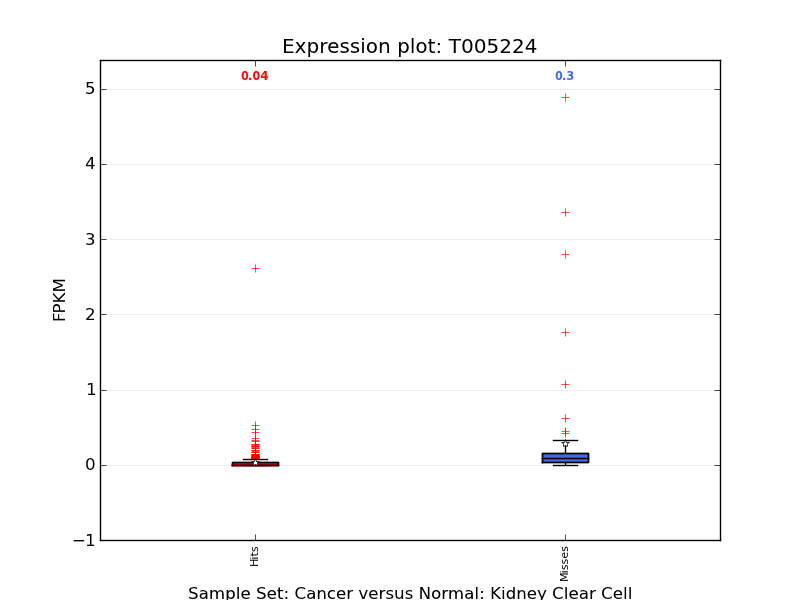 Expression plot: T005224
0.04
0.3
5
4
3
2
1
0
−1
FPKM
Hits
Misses
Sample Set: Cancer versus Normal: Kidney Clear Cell